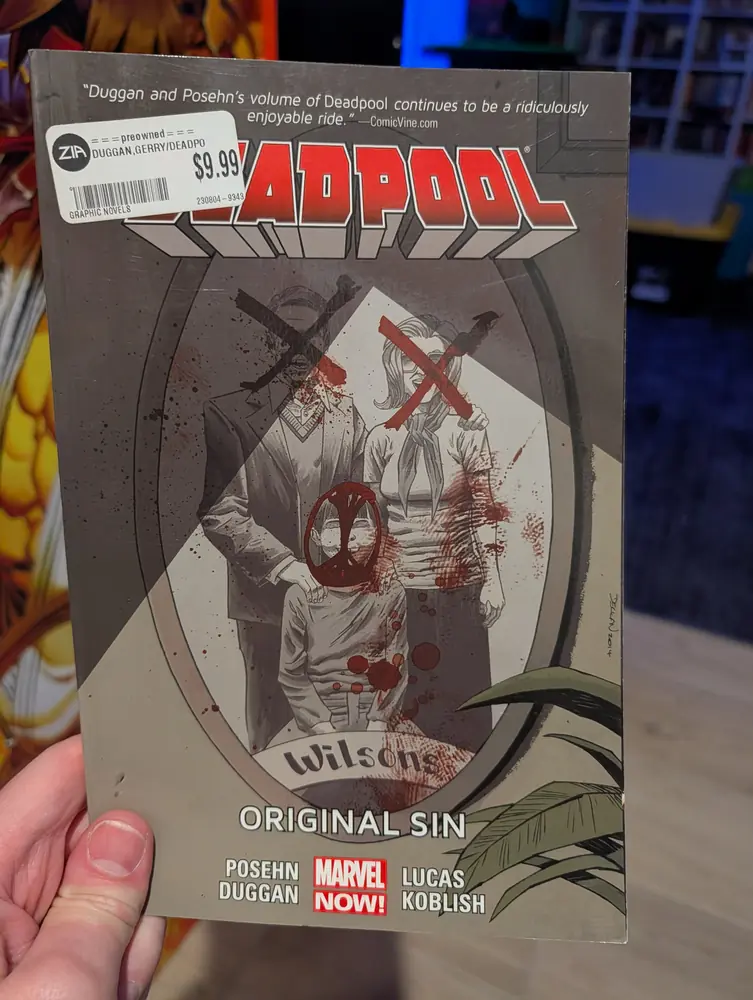 "Duggan and Posehn's volume of Deadpool continues to be a ridiculously
enjoyable ride." —ComicVine.com
ZIA
= = = preowned = = =
DUGGAN,GERRY/DEADPO
$9.99
230804-9343
GRAPHIC NOVELS
DEADPOOL
Wilsons
ORIGINAL SIN
POSEHN
DUGGAN
MARVEL
NOW!
LUCAS
KOBLISH